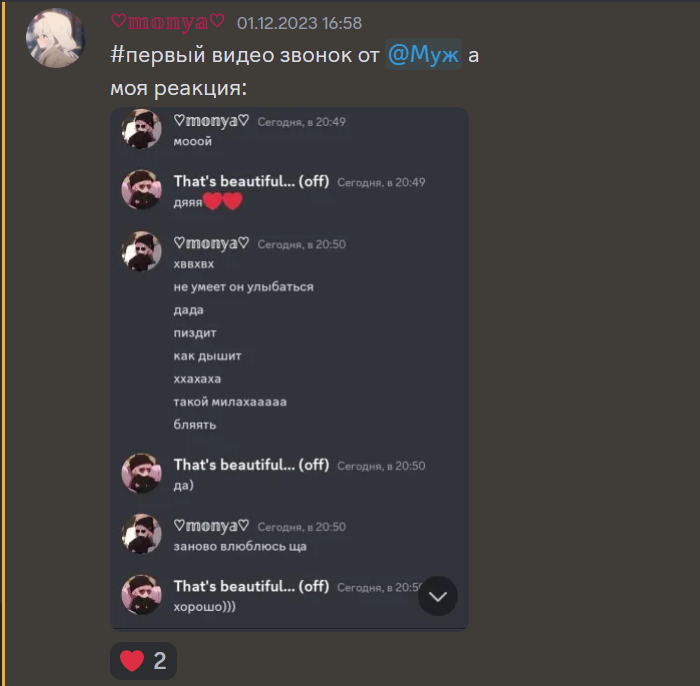 ♡𝕞𝕠𝕟𝕪𝕒♡ 01.12.2023 16:58
#первый видео звонок от @Муж а
моя реакция:
♡𝕞𝕠𝕟𝕪𝕒♡ Сегодня, в 20:49
мооой
That's beautiful... (off) Сегодня, в 20:49
дяяя❤❤
♡𝕞𝕠𝕟𝕪𝕒♡ Сегодня, в 20:50
хввхвх
не умеет он улыбаться
дада
пиздит
как дышит
ххахаха
такой милахааааа
бляять
That's beautiful... (off) Сегодня, в 20:50
да)
♡𝕞𝕠𝕟𝕪𝕒♡ Сегодня, в 20:50
заново влюблюсь ща
That's beautiful... (off) Сегодня, в 20:50
хорошо)))
❤ 2